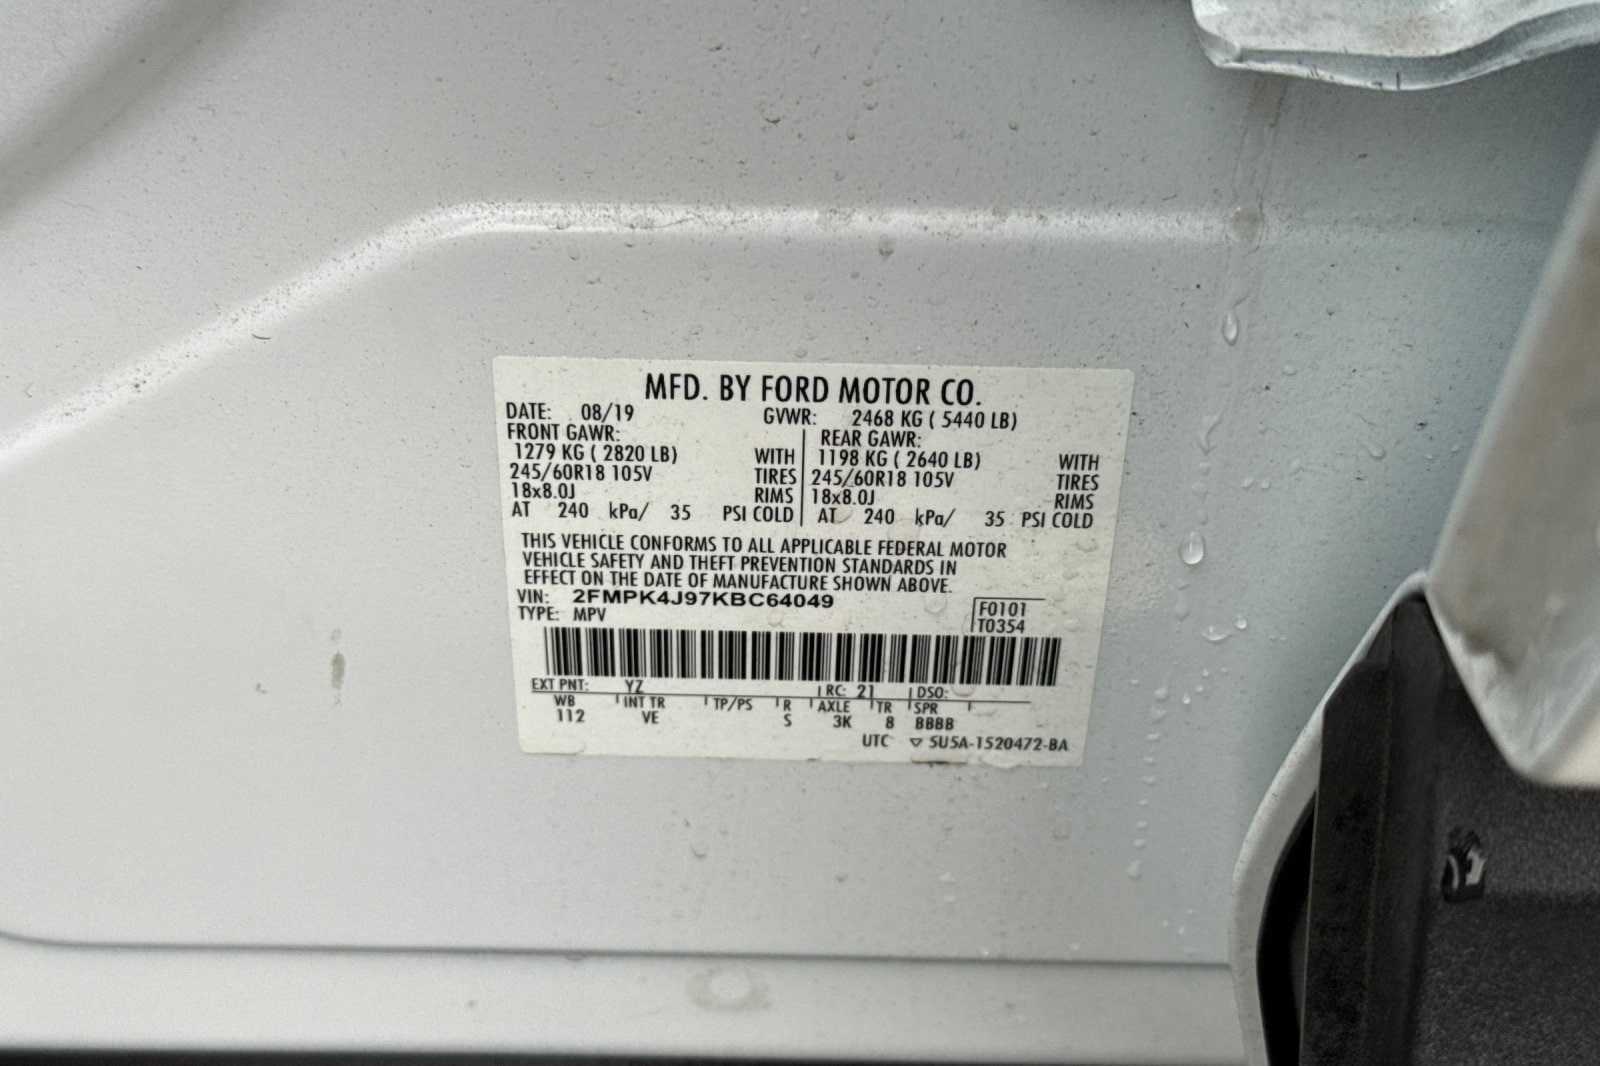 MFD. BY FORD MOTOR CO.
DATE: 08/19 GVWR: 2468 KG ( 5440 LB)
FRONT GAWR: REAR GAWR:
1279 KG ( 2820 LB) WITH 1198 KG ( 2640 LB) WITH
245/60R18 105V TIRES 245/60R18 105V TIRES
18x8.0J RIMS 18x8.0J RIMS
AT 240 kPa/ 35 PSI COLD AT 240 kPa/ 35 PSI COLD
THIS VEHICLE CONFORMS TO ALL APPLICABLE FEDERAL MOTOR
VEHICLE SAFETY AND THEFT PREVENTION STANDARDS IN
EFFECT ON THE DATE OF MANUFACTURE SHOWN ABOVE.
VIN: 2FMPK4J97KBC64049 F0101
TYPE: MPV T0354
EXT PNT: YZ RC: 21 DSO:
WB INT TR TP/PS R AXLE TR SPR
112 VE S 3K 8 BBBB
UTC ▽ 5U5A-1520472-BA